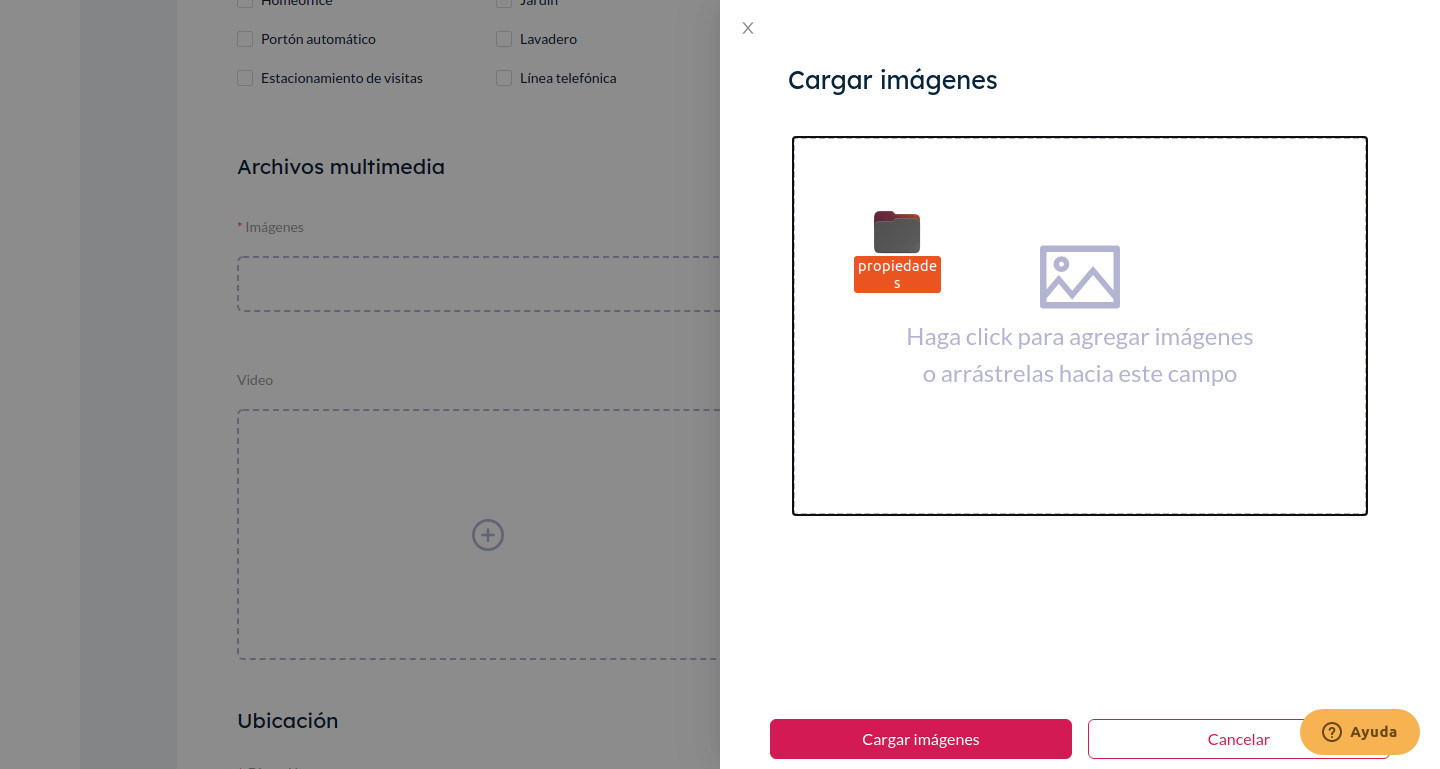 Homeoffice
Jardín
Portón automático
Lavadero
Estacionamiento de visitas
Línea telefónica
Archivos multimedia
* Imágenes
Video
Ubicación
Cargar imágenes
propiedade
s
Haga click para agregar imágenes
o arrástrelas hacia este campo
Cargar imágenes
Cancelar
Ayuda